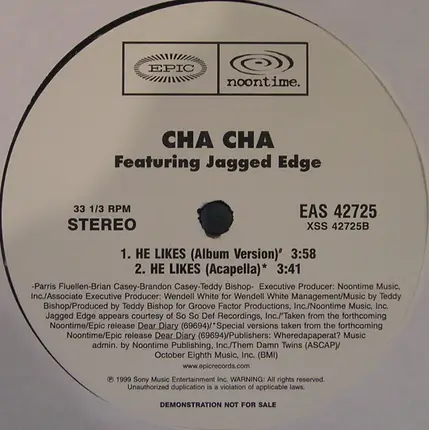 EPIC
noontime.
CHA CHA
Featuring Jagged Edge
33 1/3 RPM
STEREO
EAS 42725
XSS 42725B
1. HE LIKES (Album Version)# 3:58
2. HE LIKES (Acapella)* 3:41
-Parris Fluellen-Brian Casey-Brandon Casey-Teddy Bishop- Executive Producer: Noontime Music,
Inc./Associate Executive Producer: Wendell White for Wendell White Management/Music by Teddy
Bishop/Produced by Teddy Bishop for Groove Factor Productions, Inc./Noontime Music, Inc.
Jagged Edge appears courtesy of So So Def Recordings, Inc./#Taken from the forthcoming
Noontime/Epic release Dear Diary (69694)/*Special versions taken from the forthcoming
Noontime/Epic release Dear Diary (69694)/Publishers: Wheredapaperat? Music
admin. by Noontime Publishing, Inc./Them Damn Twins (ASCAP)/
October Eighth Music, Inc. (BMI)
www.epicrecords.com
℗ 1999 Sony Music Entertainment Inc. WARNING: All rights reserved.
Unauthorized duplication is a violation of applicable laws.
DEMONSTRATION NOT FOR SALE